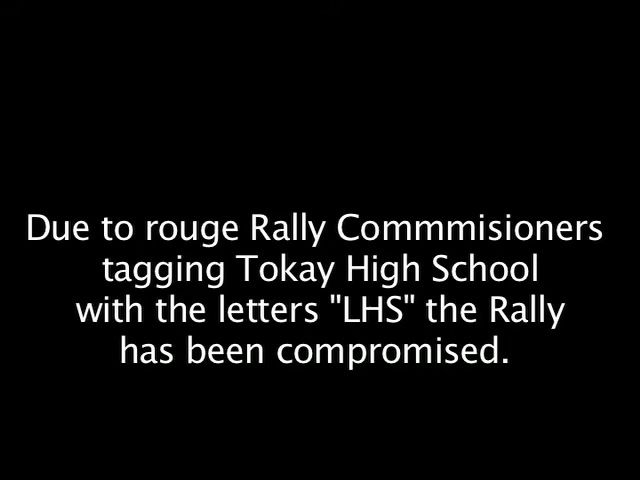 Due to rouge Rally Commmisioners
tagging Tokay High School
with the letters "LHS" the Rally
has been compromised.